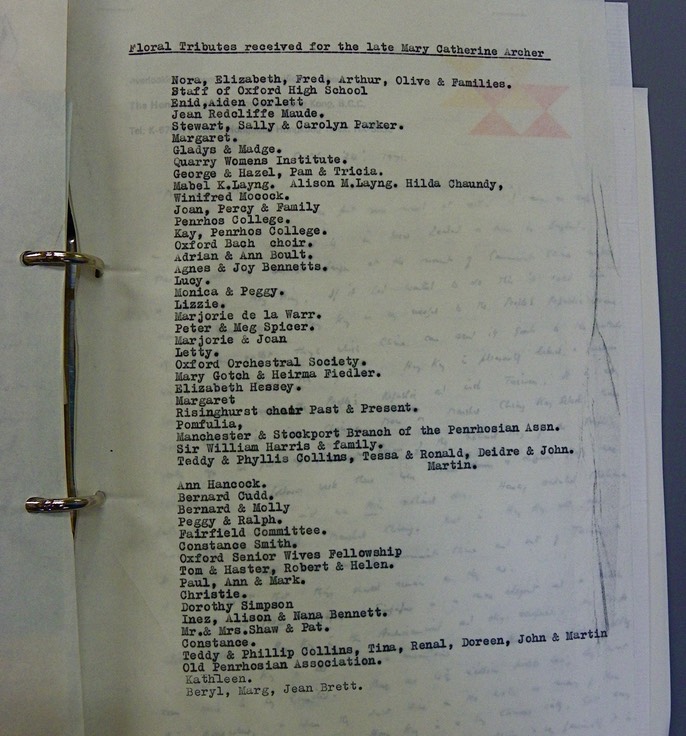 Floral Tributes received for the late Mary Catherine Archer
Nora, Elizabeth, Fred, Arthur, Olive & Families.
Staff of Oxford High School
Enid,Aiden Corlett
Jean Redcliffe Maude.
Stewart, Sally & Carolyn Parker.
Margaret.
Gladys & Madge.
Quarry Womens Institute.
George & Hazel, Pam & Tricia.
Mabel K.Layng.  Alison M.Layng. Hilda Chaundy,
Winifred Mocock.
Joan, Percy & Family
Penrhos College.
Kay, Penrhos College.
Oxford Bach  choir.
Adrian & Ann Boult.
Agnes & Joy Bennetts.
Lucy.
Monica & Peggy.
Lizzie.
Marjorie de la Warr.
Peter & Meg Spicer.
Marjorie & Joan
Letty.
Oxford Orchestral Society.
Mary Gotch & Heirma Fiedler.
Elizabeth Hessey.
Margaret
Risinghurst choir Past & Present.
Pomfulia,
Manchester & Stockport Branch of the Penrhosian Assn.
Sir William Harris & family.
Teddy & Phyllis Collins, Tessa & Ronald, Deidre & John.
Martin.
Ann Hancock.
Bernard Cudd.
Bernard & Molly
Peggy & Ralph.
Fairfield Committee.
Constance Smith.
Oxford Senior Wives Fellowship
Tom & Haster, Robert & Helen.
Paul, Ann & Mark.
Christie.
Dorothy Simpson
Inez, Alison & Nana Bennett.
Mr.& Mrs.Shaw & Pat.
Constance.
Teddy & Phillip Collins, Tina, Renal, Doreen, John & Martin
Old Penrhosian Association.
Kathleen.
Beryl, Marg, Jean Brett.